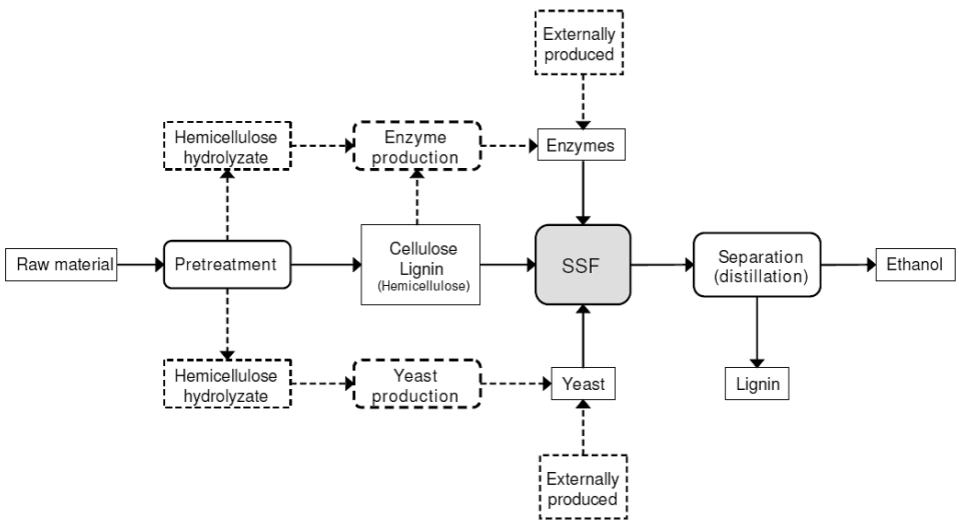 Externally
produced
Hemicellulose
hydrolyzate
Enzyme
production
Enzymes
Raw material
Pretreatment
Cellulose
Lignin
(Hemicellulose)
SSF
Separation
(distillation)
Ethanol
Hemicellulose
hydrolyzate
Yeast
production
Yeast
Lignin
Externally
produced